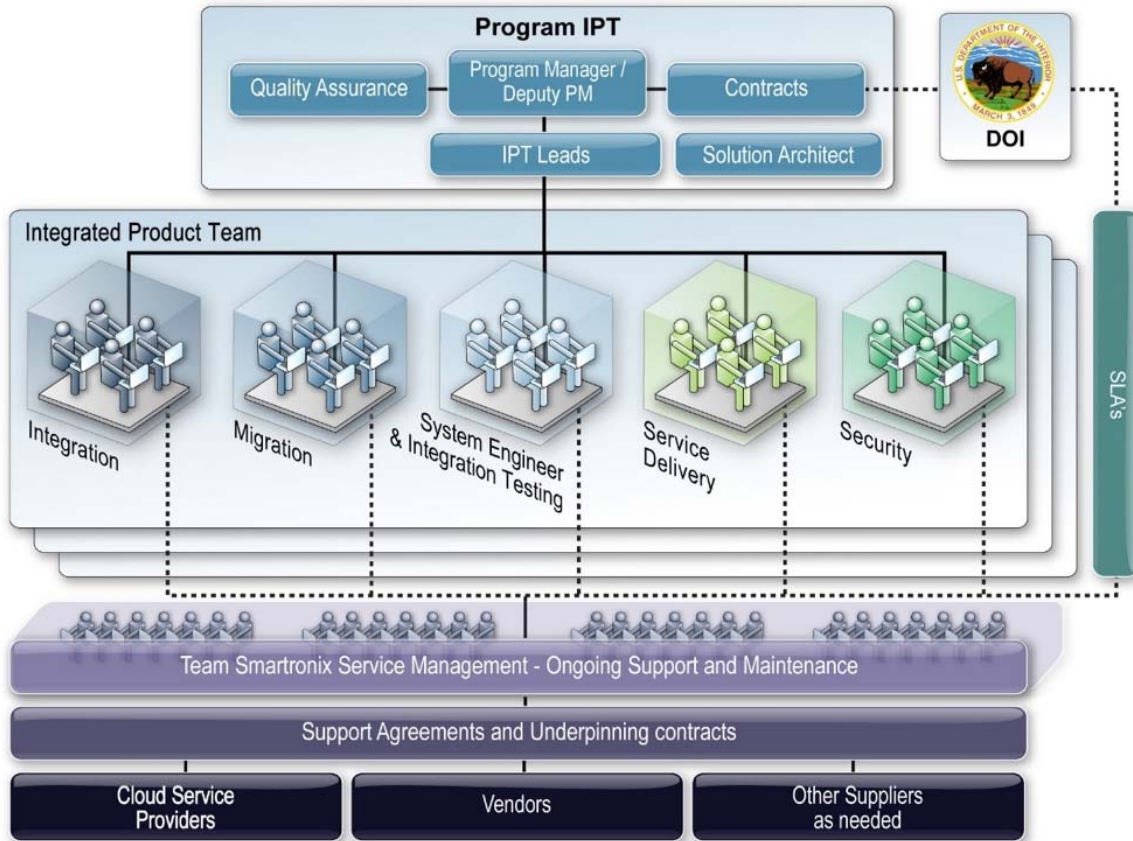 Program IPT
Quality Assurance
Program Manager /
Deputy PM
Contracts
IPT Leads
Solution Architect
U.S. DEPARTMENT OF THE INTERIOR
MARCH 3, 1849
DOI
Integrated Product Team
Integration
Migration
System Engineer
& Integration Testing
Service
Delivery
Security
SLA's
Team Smartronix Service Management - Ongoing Support and Maintenance
Support Agreements and Underpinning contracts
Cloud Service
Providers
Vendors
Other Suppliers
as needed